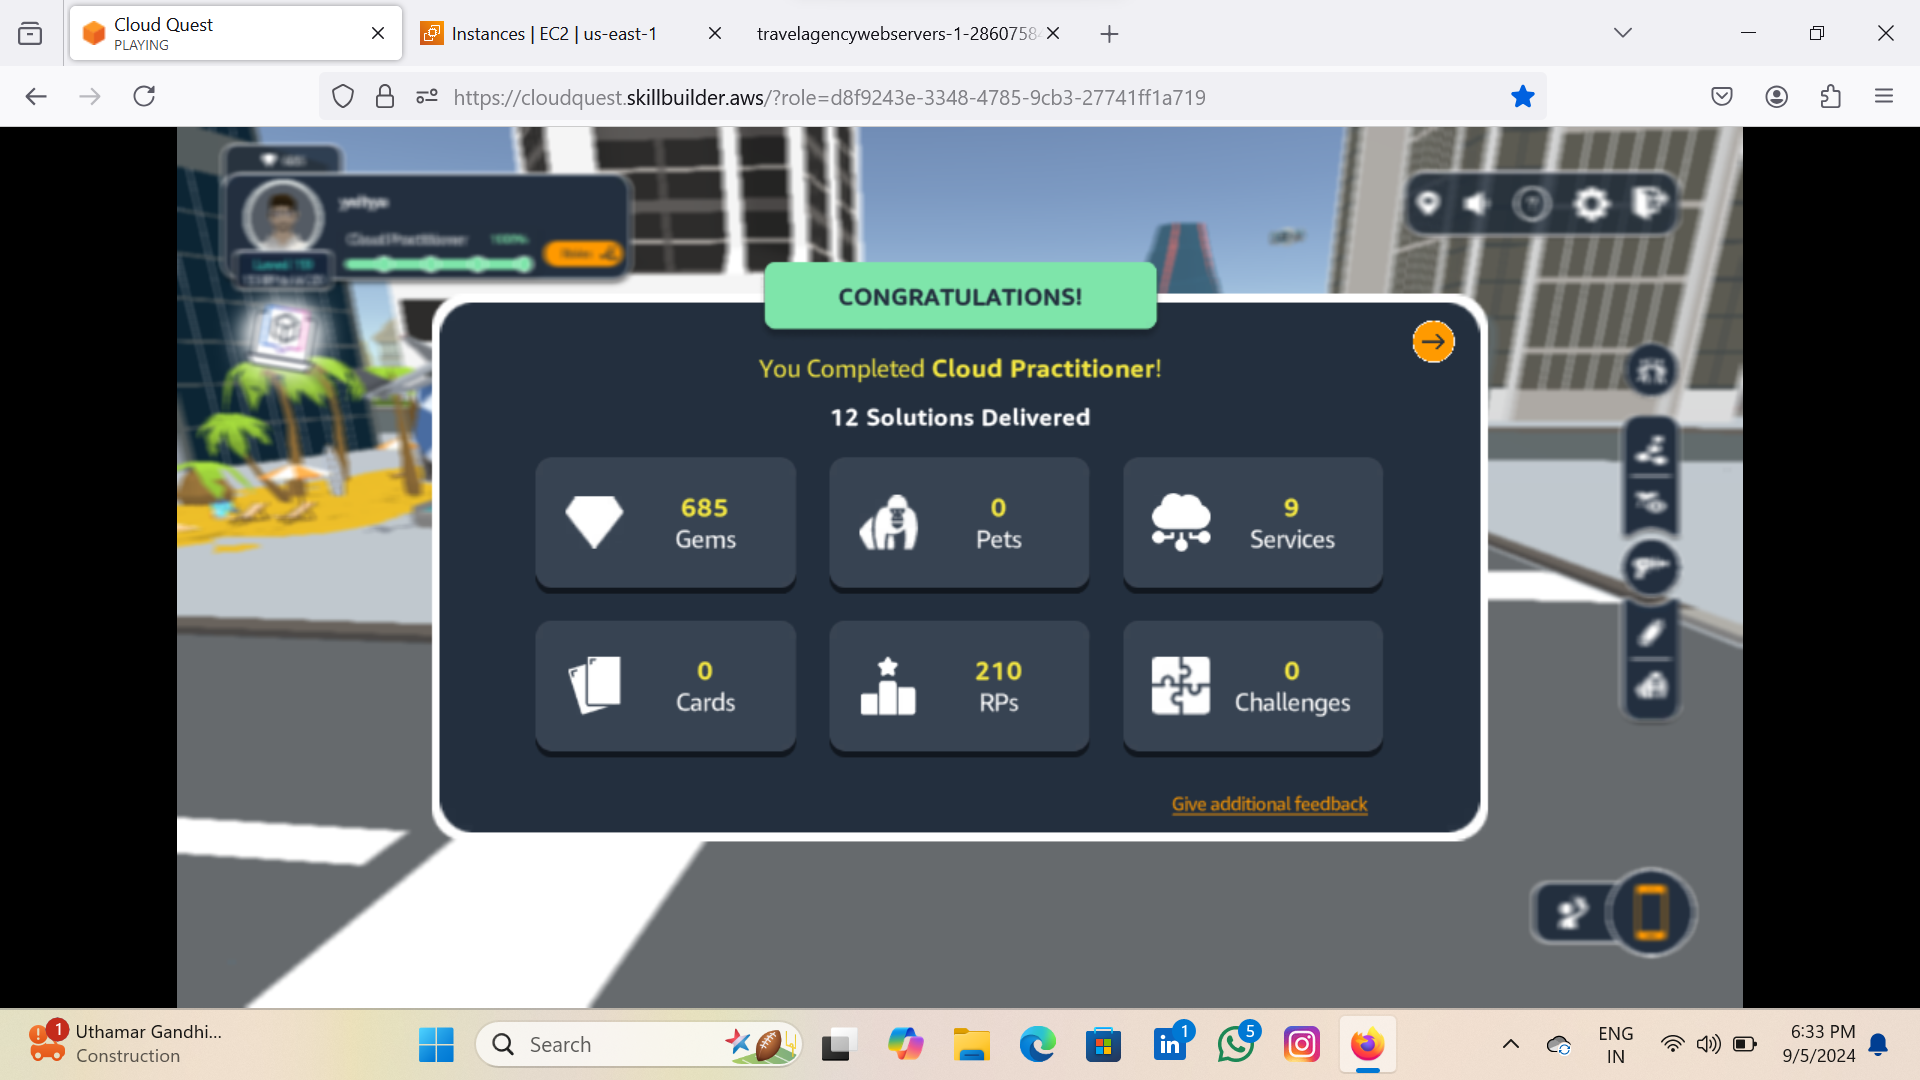 Cloud Quest
PLAYING
Instances | EC2 | us-east-1
travelagencywebservers-1-2860758
https://cloudquest.skillbuilder.aws/?role=d8f9243e-3348-4785-9cb3-27741ff1a719
Cloud Practitioner 100%
CONGRATULATIONS!
You Completed Cloud Practitioner!
12 Solutions Delivered
685
Gems
0
Pets
9
Services
0
Cards
210
RPs
0
Challenges
Give additional feedback
1
Uthamar Gandhi...
Construction
Search
1
5
ENG
IN
6:33 PM
9/5/2024